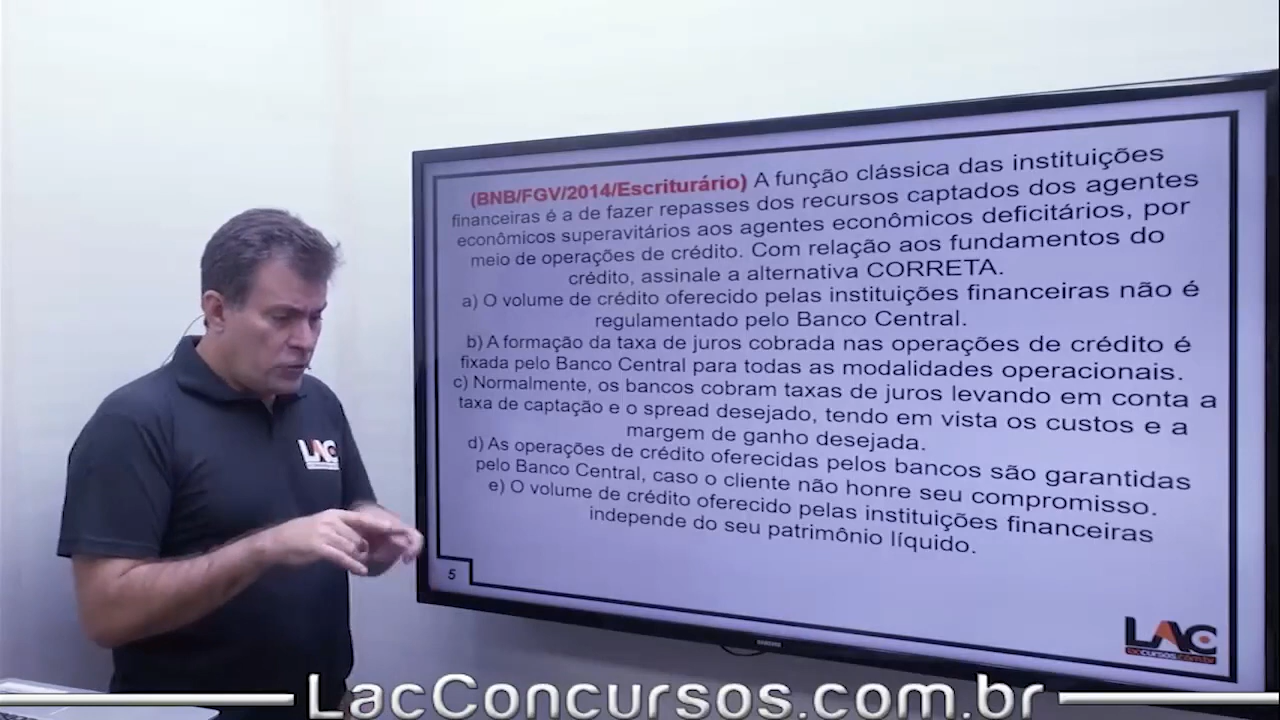 (BNB/FGV/2014/Escriturário) A função clássica das instituições
financeiras é a de fazer repasses dos recursos captados dos agentes
econômicos superavitários aos agentes econômicos deficitários, por
meio de operações de crédito. Com relação aos fundamentos do
crédito, assinale a alternativa CORRETA.
a) O volume de crédito oferecido pelas instituições financeiras não é
regulamentado pelo Banco Central.
b) A formação da taxa de juros cobrada nas operações de crédito é
fixada pelo Banco Central para todas as modalidades operacionais.
c) Normalmente, os bancos cobram taxas de juros levando em conta a
taxa de captação e o spread desejado, tendo em vista os custos e a
margem de ganho desejada.
d) As operações de crédito oferecidas pelos bancos são garantidas
pelo Banco Central, caso o cliente não honre seu compromisso.
e) O volume de crédito oferecido pelas instituições financeiras
independe do seu patrimônio líquido.
5
LAC
LAC
SAMSUNG
LacConcursos.com.br